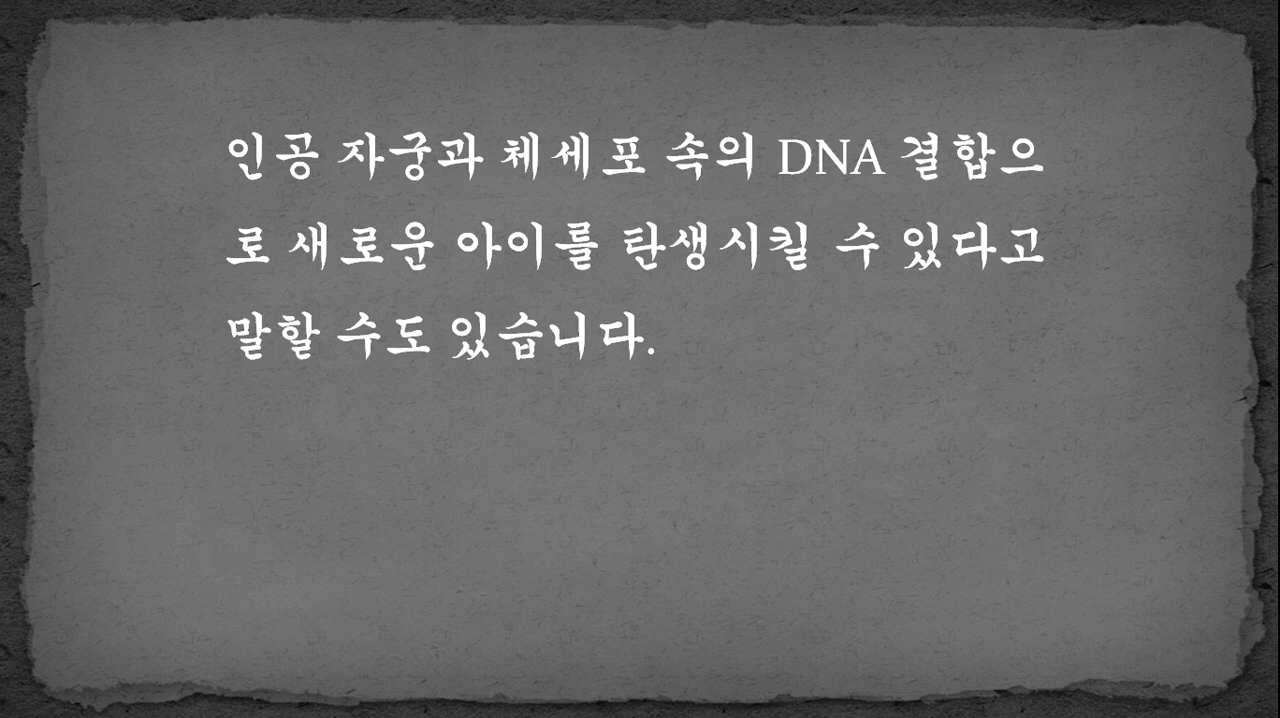 인공 자궁과 체세포 속의 DNA 결합으
로 새로운 아이를 탄생시킬 수 있다고
말할 수도 있습니다.